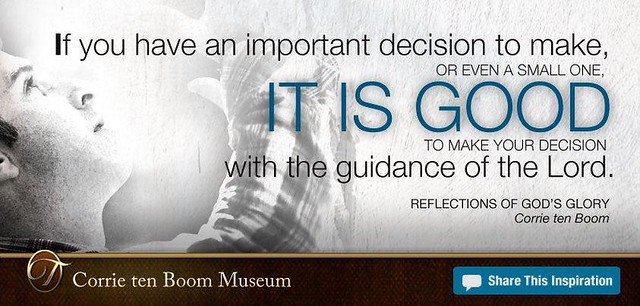 If you have an important decision to make,
OR EVEN A SMALL ONE,
IT IS GOOD
TO MAKE YOUR DECISION
with the guidance of the Lord.
REFLECTIONS OF GOD'S GLORY
Corrie ten Boom
T Corrie ten Boom Museum
Share This Inspiration